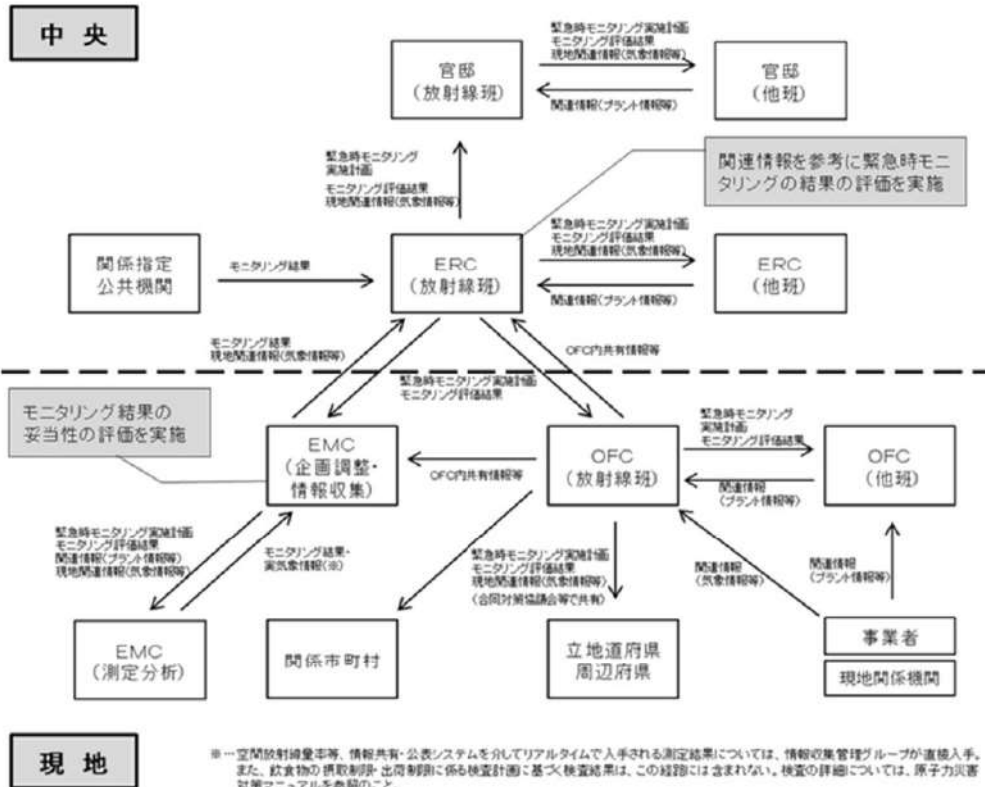 中 央
緊急時モニタリング実施計画
モニタリング評価結果
現地関連情報(気象情報等)
官邸
(放射線班)
官邸
(他班)
関連情報(プラント情報等)
緊急時モニタリング
実施計画
モニタリング評価結果
現地関連情報(気象情報等)
関連情報を参考に緊急時モニ
タリングの結果の評価を実施
緊急時モニタリング実施計画
モニタリング評価結果
現地関連情報(気象情報等)
関係指定
公共機関
モニタリング結果
ERC
(放射線班)
ERC
(他班)
関連情報(プラント情報等)
モニタリング結果
現地関連情報(気象情報等)
OFC内共有情報等
緊急時モニタリング実施計画
モニタリング評価結果
モニタリング結果の
妥当性の評価を実施
EMC
(企画調整・
情報収集)
OFC内共有情報等
OFC
(放射線班)
緊急時モニタリング
実施計画
モニタリング評価結果
関連情報
(プラント情報等)
OFC
(他班)
緊急時モニタリング実施計画
モニタリング評価結果
関連情報(プラント情報等)
現地関連情報(気象情報等)
モニタリング結果・
実気象情報(※)
緊急時モニタリング実施計画
モニタリング評価結果
現地関連情報(気象情報等)
(合同対策協議会等で共有)
関連情報
(気象情報等)
関連情報
(プラント情報等)
EMC
(測定分析)
関係市町村
立地道府県
周辺府県
事業者
現地関係機関
現 地
※…空間放射線量率等、情報共有・公表システムを介してリアルタイムで入手される測定結果については、情報収集管理グループが直接入手。
また、飲食物の摂取制限・出荷制限に係る検査計画に基づく検査結果は、この経路には含まれない。検査の詳細については、原子力災害
対策マニュアルを参照のこと